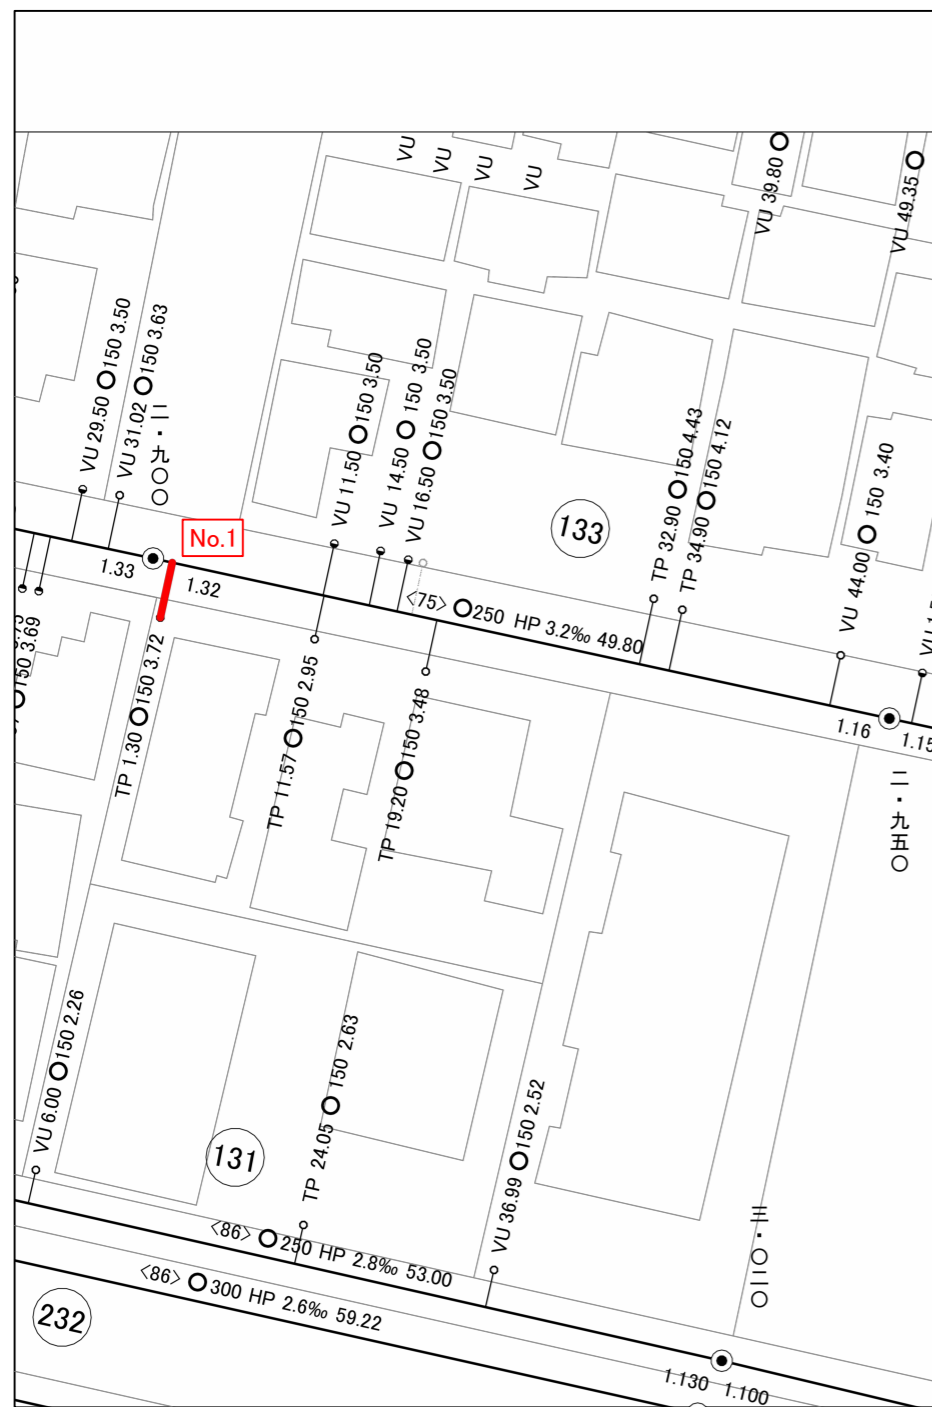 VU
VU
VU
VU
VU 39.80 ○
VU 49.35 ○
VU 29.50 ○150 3.50
VU 31.02 ○150 3.63
二・九〇〇
VU 11.50 ○150 3.50
VU 14.50 ○150 3.50
VU 16.50 ○150 3.50
133
TP 32.90 ○150 4.43
TP 34.90 ○150 4.12
VU 44.00 ○150 3.40
No.1
1.33
1.32
<75> ○250 HP 3.2‰ 49.80
1.16
1.15
二・九五〇
○150 3.69
TP 1.30 ○150 3.72
TP 11.57 ○150 2.95
TP 19.20 ○150 3.48
VU 6.00 ○150 2.26
TP 24.05 ○150 2.63
VU 36.99 ○150 2.52
131
<86> ○250 HP 2.8‰ 53.00
<86> ○300 HP 2.6‰ 59.22
232
三・〇二〇
1.130
1.100